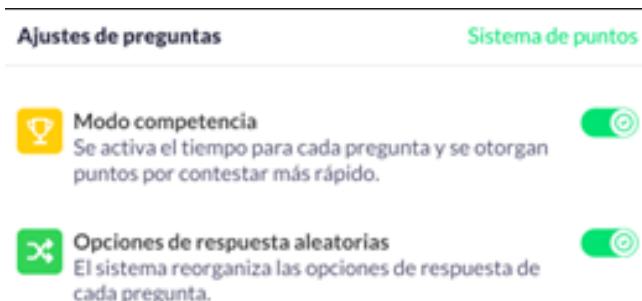 Ajustes de preguntas
Sistema de puntos
Modo competencia
Se activa el tiempo para cada pregunta y se otorgan
puntos por contestar más rápido.
Opciones de respuesta aleatorias
El sistema reorganiza las opciones de respuesta de
cada pregunta.